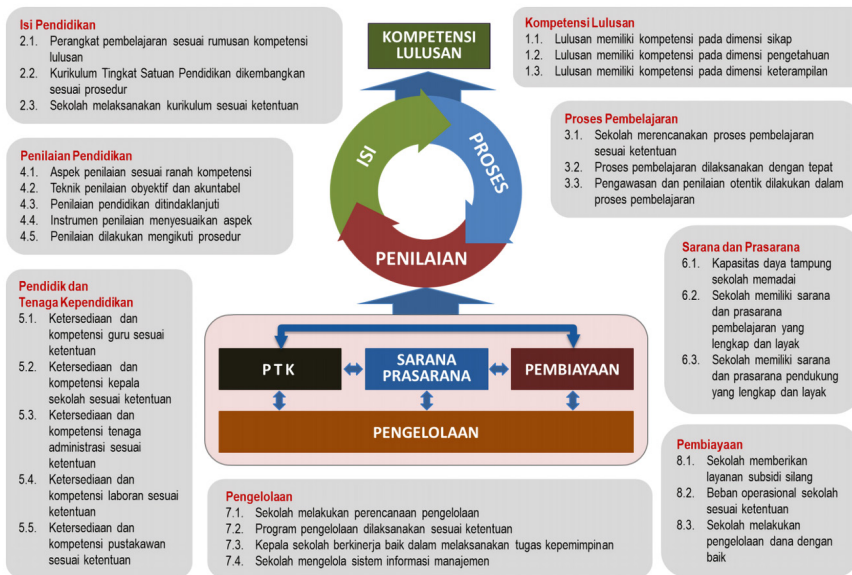 Isi Pendidikan
2.1. Perangkat pembelajaran sesuai rumusan kompetensi
lulusan
2.2. Kurikulum Tingkat Satuan Pendidikan dikembangkan
sesuai prosedur
2.3. Sekolah melaksanakan kurikulum sesuai ketentuan
KOMPETENSI
LULUSAN
Kompetensi Lulusan
1.1. Lulusan memiliki kompetensi pada dimensi sikap
1.2. Lulusan memiliki kompetensi pada dimensi pengetahuan
1.3. Lulusan memiliki kompetensi pada dimensi keterampilan
Penilaian Pendidikan
4.1. Aspek penilaian sesuai ranah kompetensi
4.2. Teknik penilaian obyektif dan akuntabel
4.3. Penilaian pendidikan ditindaklanjuti
4.4. Instrumen penilaian menyesuaikan aspek
4.5. Penilaian dilakukan mengikuti prosedur
ISI
PROSES
PENILAIAN
Proses Pembelajaran
3.1. Sekolah merencanakan proses pembelajaran
sesuai ketentuan
3.2. Proses pembelajaran dilaksanakan dengan tepat
3.3. Pengawasan dan penilaian otentik dilakukan dalam
proses pembelajaran
Sarana dan Prasarana
6.1. Kapasitas daya tampung
sekolah memadai
6.2. Sekolah memiliki sarana
dan prasarana
pembelajaran yang
lengkap dan layak
6.3. Sekolah memiliki sarana
dan prasarana pendukung
yang lengkap dan layak
Pendidik dan
Tenaga Kependidikan
5.1. Ketersediaan dan
kompetensi guru sesuai
ketentuan
5.2. Ketersediaan dan
kompetensi kepala
sekolah sesuai ketentuan
5.3. Ketersediaan dan
kompetensi tenaga
administrasi sesuai
ketentuan
5.4. Ketersediaan dan
kompetensi laboran sesuai
ketentuan
5.5. Ketersediaan dan
kompetensi pustakawan
sesuai ketentuan
PTK
SARANA
PRASARANA
PEMBIAYAAN
PENGELOLAAN
Pembiayaan
8.1. Sekolah memberikan
layanan subsidi silang
8.2. Beban operasional sekolah
sesuai ketentuan
8.3. Sekolah melakukan
pengelolaan dana dengan
baik
Pengelolaan
7.1. Sekolah melakukan perencanaan pengelolaan
7.2. Program pengelolaan dilaksanakan sesuai ketentuan
7.3. Kepala sekolah berkinerja baik dalam melaksanakan tugas kepemimpinan
7.4. Sekolah mengelola sistem informasi manajemen